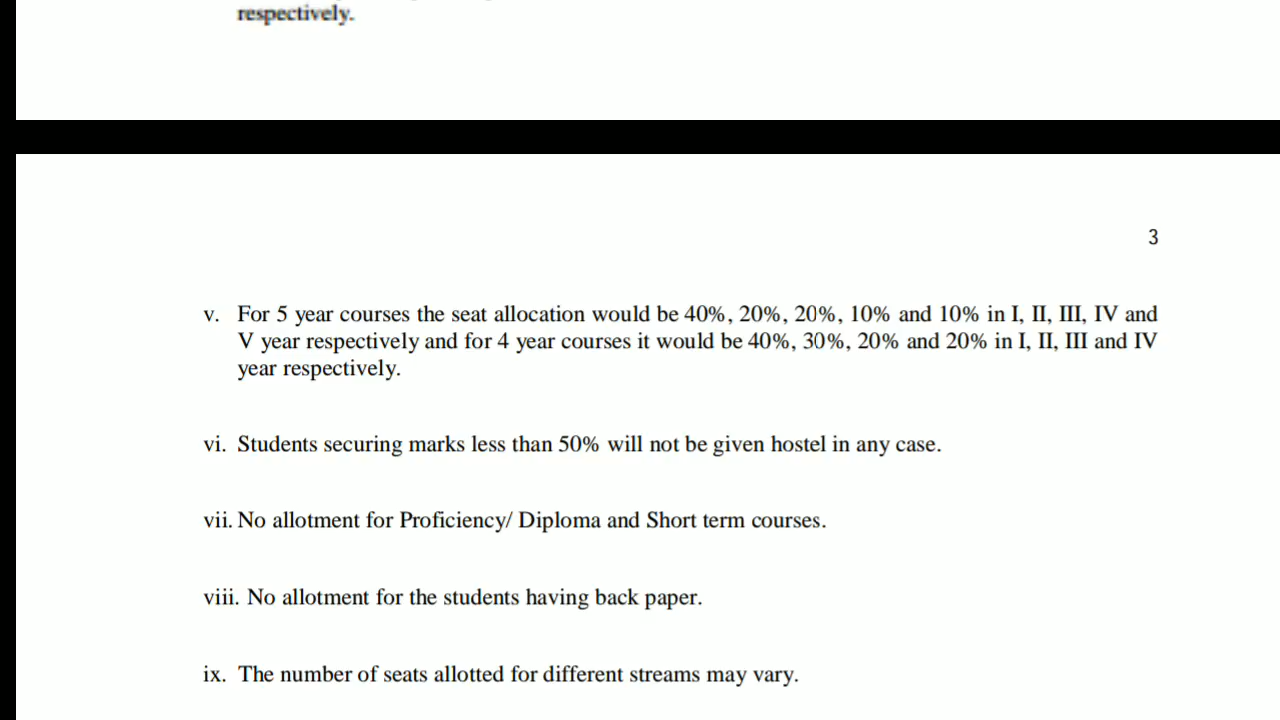 respectively.
3
v. For 5 year courses the seat allocation would be 40%, 20%, 20%, 10% and 10% in I, II, III, IV and
V year respectively and for 4 year courses it would be 40%, 30%, 20% and 20% in I, II, III and IV
year respectively.
vi. Students securing marks less than 50% will not be given hostel in any case.
vii. No allotment for Proficiency/ Diploma and Short term courses.
viii. No allotment for the students having back paper.
ix. The number of seats allotted for different streams may vary.